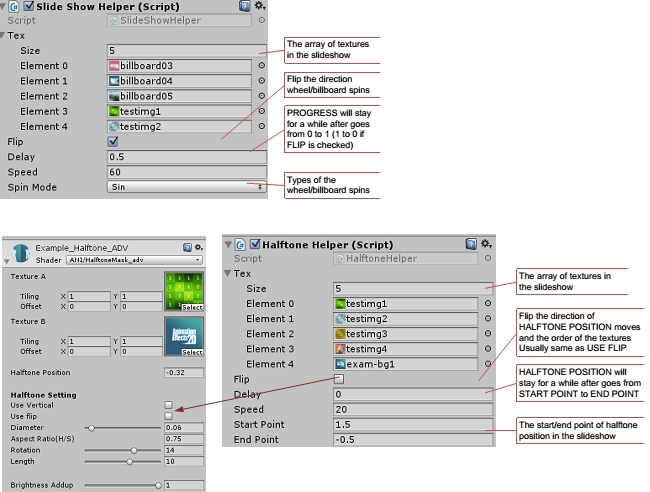 Slide Show Helper (Script)
Script SlideShowHelper
Tex
Size 5
Element 0 billboard03
Element 1 billboard04
Element 2 billboard05
Element 3 testimg1
Element 4 testimg2
Flip
Delay 0.5
Speed 60
Spin Mode Sin
The array of textures
in the slideshow
Flip the direction
wheel/billboard spins
PROGRESS will stay
for a while after goes
from 0 to 1 (1 to 0 if
FLIP is checked)
Types of the
wheel/billboard spins
Example_Halftone_ADV
Shader ANI/HalftoneMask_adv
Texture A
Tiling X 1 Y 1
Offset X 0 Y 0
Select
Texture B
Tiling X 1 Y 1
Offset X 0 Y 0
Animation
Effects2D
Select
Halftone Position -0.32
Halftone Setting
Use Vertical
Use flip
Diameter 0.06
Aspect Ratio(H/S) 0.75
Rotation 14
Length 10
Brightness Addup 1
Halftone Helper (Script)
Script HalftoneHelper
Tex
Size 5
Element 0 testimg1
Element 1 testimg2
Element 2 testimg3
Element 3 testimg4
Element 4 exam-bg1
Flip
Delay 0
Speed 20
Start Point 1.5
End Point -0.5
The array of textures in
the slideshow
Flip the direction of
HALFTONE POSITION moves
and the order of the textures
Usually same as USE FLIP
HALFTONE POSITION will
stay for a while after goes from
START POINT to END POINT
The start/end point of halftone
position in the slideshow